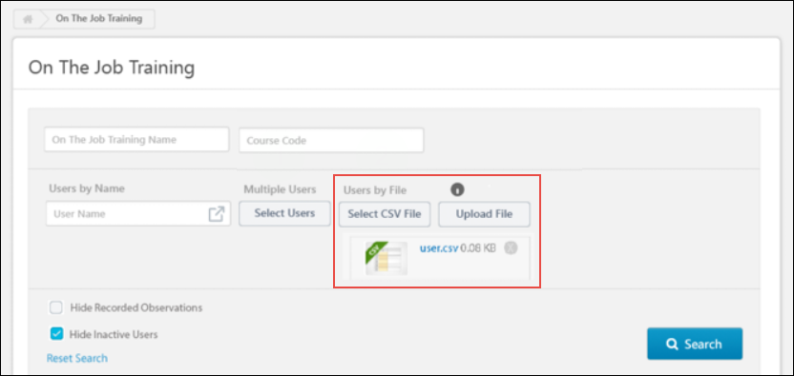 On The Job Training
On The Job Training
On The Job Training Name
Course Code
Users by Name
Multiple Users
Users by File
User Name
Select Users
Select CSV File
Upload File
CSV
user.csv 0.08 KB
Hide Recorded Observations
Hide Inactive Users
Reset Search
Search